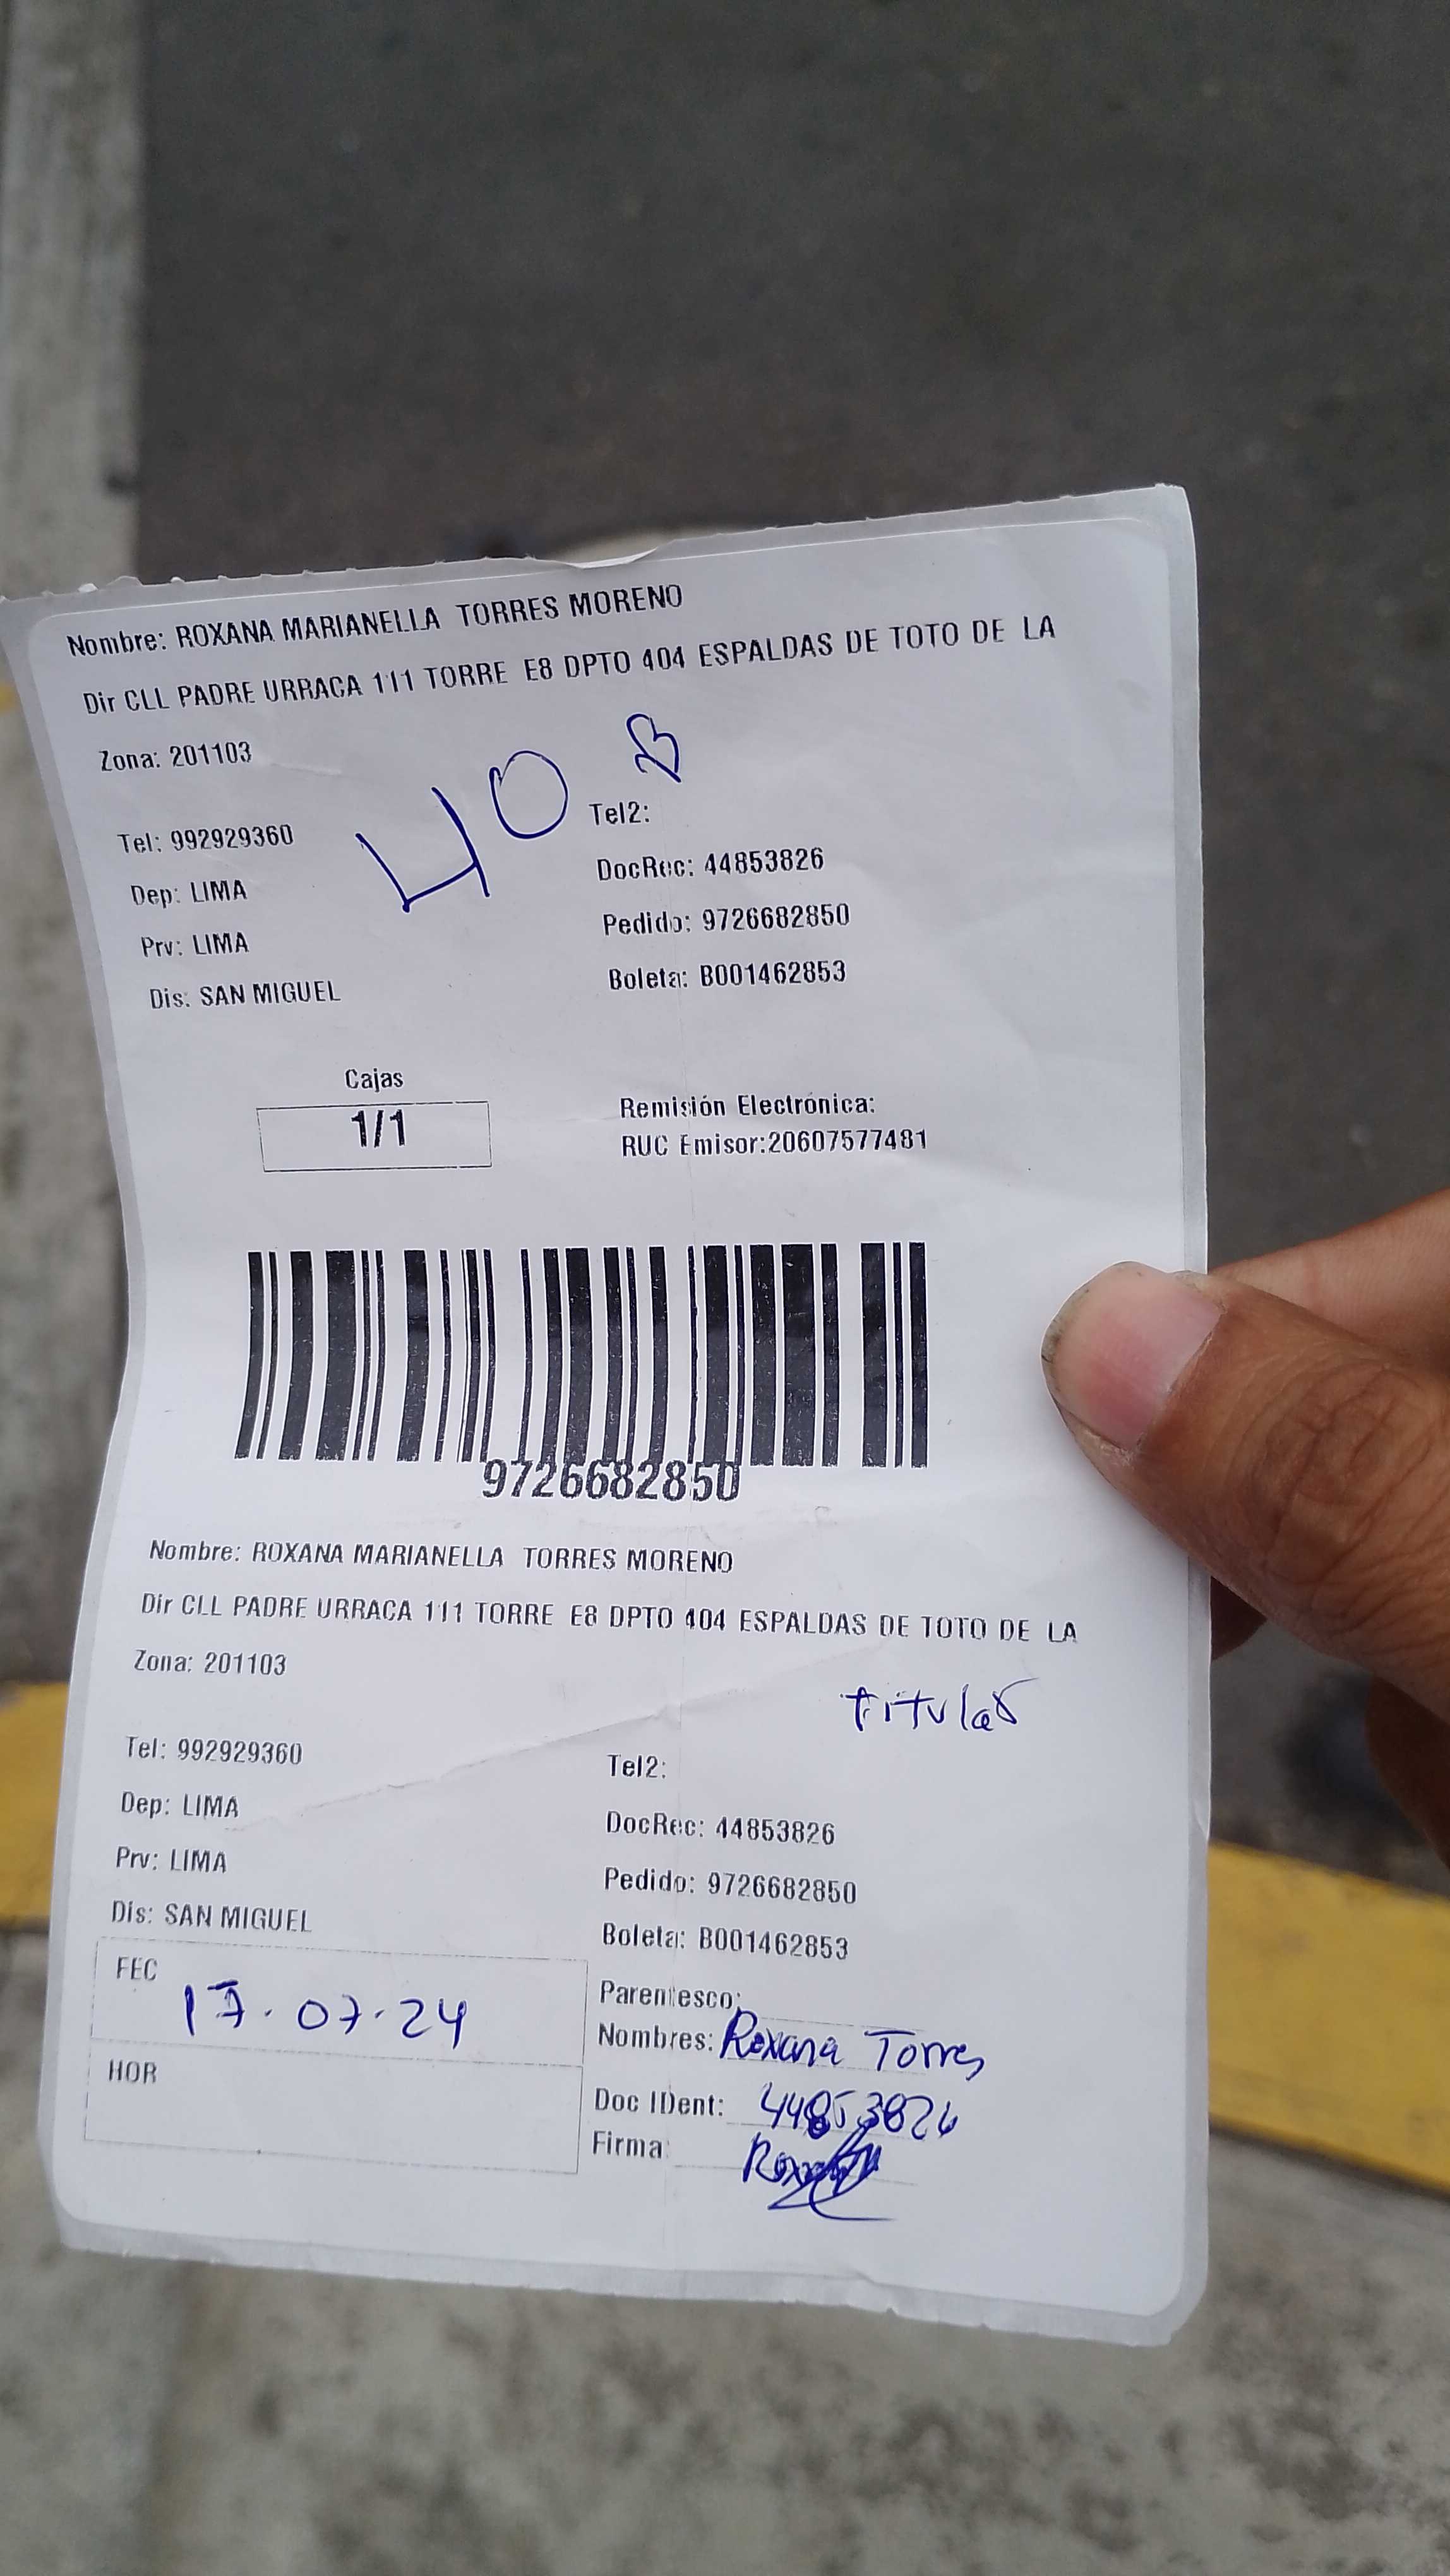 Nombre: ROXANA MARIANELLA TORRES MORENO
Dir CLL PADRE URRACA 111 TORRE E8 DPTO 404 ESPALDAS DE TOTO DE LA
Zona: 201103
40
Tel2:
Tel: 992929360
DocRec: 44853826
Dep: LIMA
Pedido: 9726682850
Prv: LIMA
Boleta: B001462853
Dis: SAN MIGUEL
Cajas
1/1
Remisión Electrónica:
RUC Emisor:20607577481
9726682850
Nombre: ROXANA MARIANELLA TORRES MORENO
Dir CLL PADRE URRACA 111 TORRE E8 DPTO 404 ESPALDAS DE TOTO DE LA
Zona: 201103
titular
Tel: 992929360
Tel2:
Dep: LIMA
DocRec: 44853826
Prv: LIMA
Pedido: 9726682850
Dis: SAN MIGUEL
Boleta: B001462853
FEC
17.07.24
Parentesco:
Nombres: Roxana Torres
HOR
Doc IDent: 44853826
Firma: